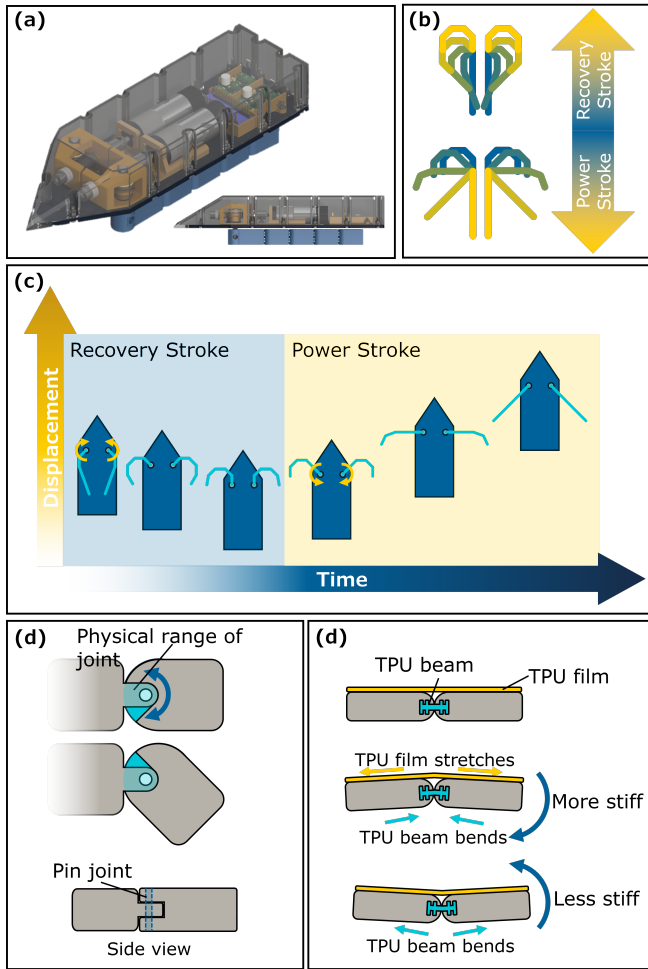 (a)
(b)
Recovery
Stroke
Power
Stroke
(c)
Displacement
Recovery Stroke
Power Stroke
Time
(d)
Physical range of
joint
Pin joint
Side view
(d)
TPU beam
TPU film
TPU film stretches
More stiff
TPU beam bends
Less stiff
TPU beam bends